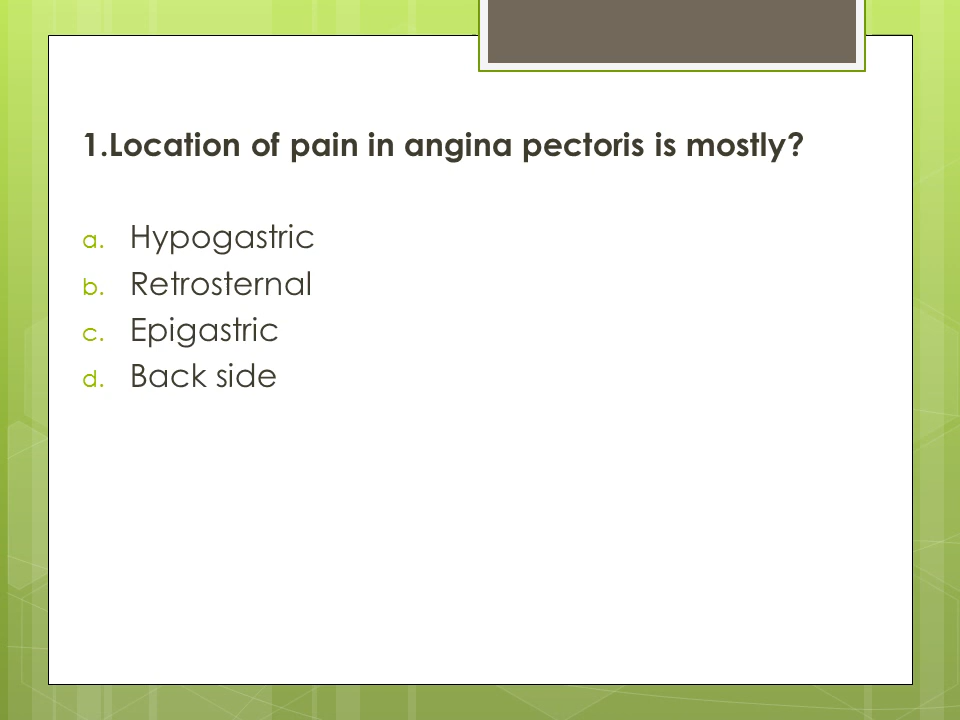 1.Location of pain in angina pectoris is mostly?
a. Hypogastric
b. Retrosternal
c. Epigastric
d. Back side